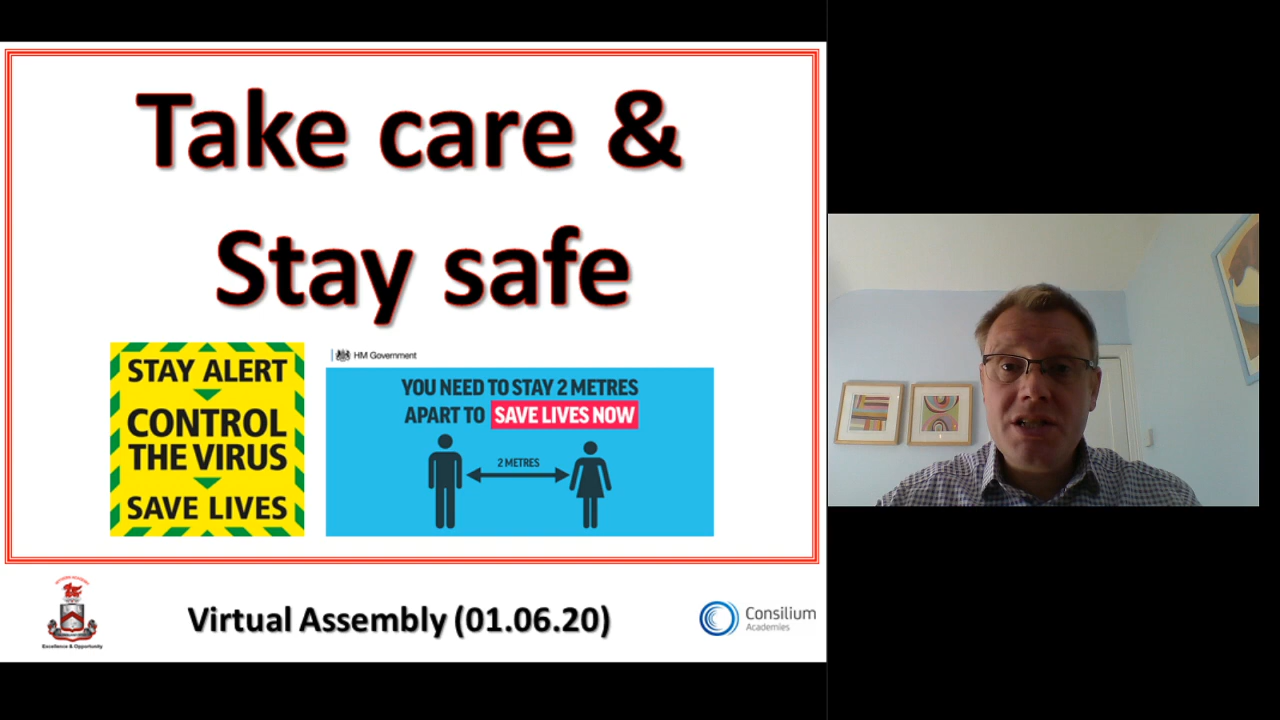 Take care &
Stay safe
STAY ALERT
CONTROL
THE VIRUS
SAVE LIVES
HM Government
YOU NEED TO STAY 2 METRES
APART TO SAVE LIVES NOW
2 METRES
Excellence & Opportunity
Virtual Assembly (01.06.20)
Consilium
Academies